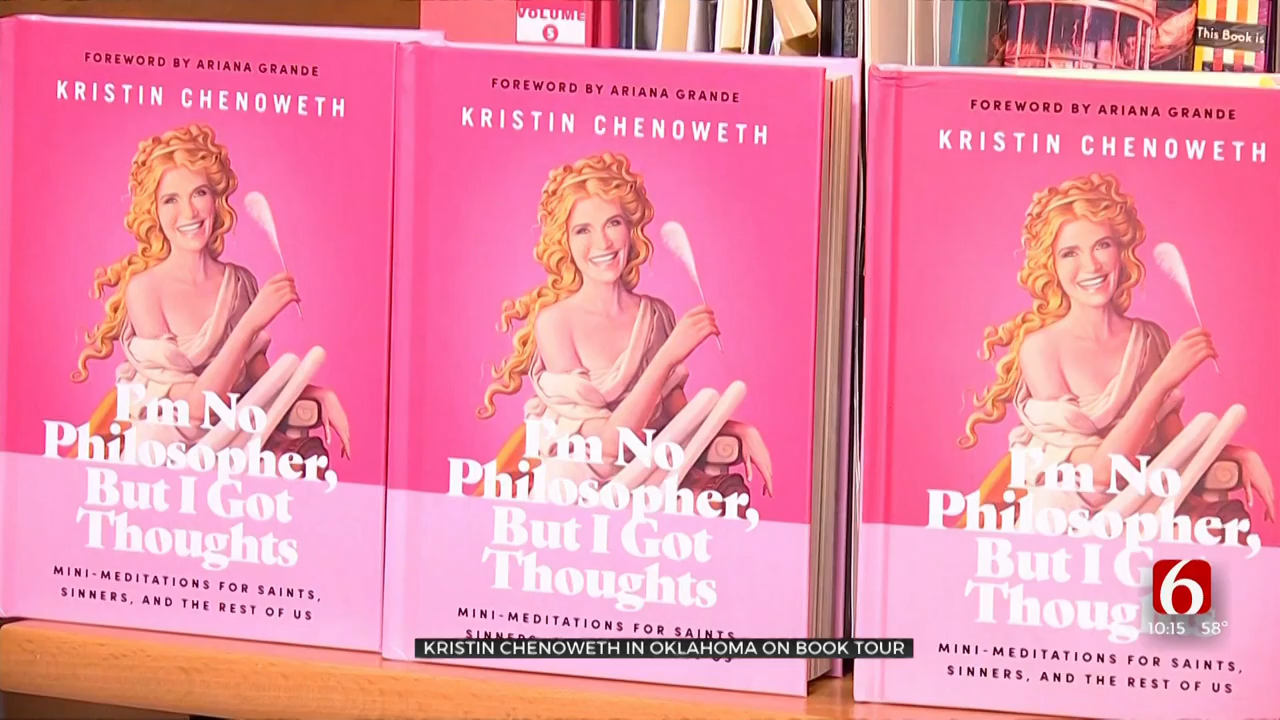 VOLUME
5
This Book is
FOREWORD BY ARIANA GRANDE
KRISTIN CHENOWETH
I'm No
Philosopher,
But I Got
Thoughts
MINI-MEDITATIONS FOR SAINTS,
SINNERS, AND THE REST OF US
FOREWORD BY ARIANA GRANDE
KRISTIN CHENOWETH
I'm No
Philosopher,
But I Got
Thoughts
MINI-MEDITATIONS FOR SAINTS,
SINNERS
US
FOREWORD BY ARIANA GRANDE
KRISTIN CHENOWETH
I'm No
Philosopher,
But I G
Thoug
MINI-MEDITATIONS FOR SAINTS,
SINNERS, AND THE REST OF US
6
10:15 58°
KRISTIN CHENOWETH IN OKLAHOMA ON BOOK TOUR